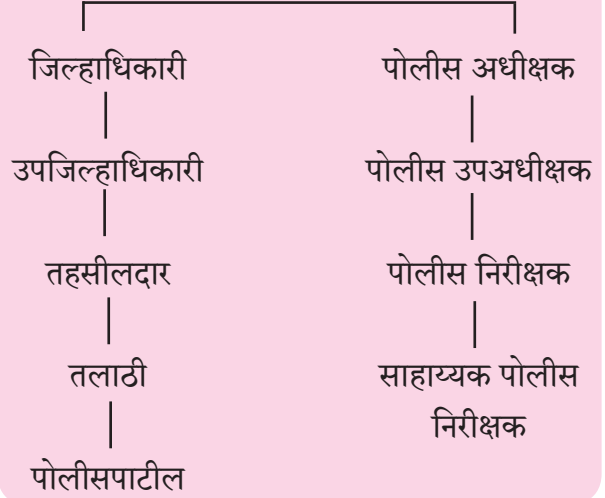 जिल्हाधिकारी
उपजिल्हाधिकारी
तहसीलदार
तलाठी
पोलीसपाटील
पोलीस अधीक्षक
पोलीस उपअधीक्षक
पोलीस निरीक्षक
साहाय्यक पोलीस
निरीक्षक